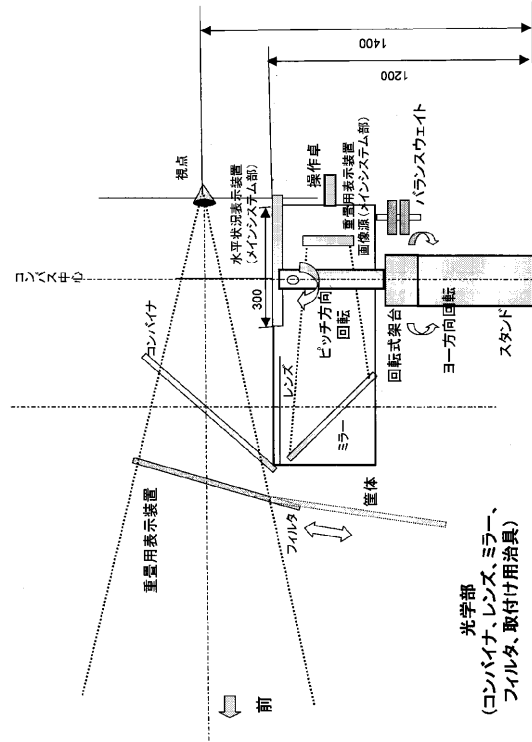 コンパス中心
視点
1400
1200
水平状況表示装置
(メインシステム部)
300
操作卓
重畳用表示装置
画像源(メインシステム部)
バランスウェイト
コンバイナ
重畳用表示装置
レンズ
ピッチ方向
回転
ミラー
回転式架台
ヨー方向回転
スタンド
フィルタ
筐体
前
光学部
(コンバイナ、レンズ、ミラー、
フィルタ、取付け用治具)